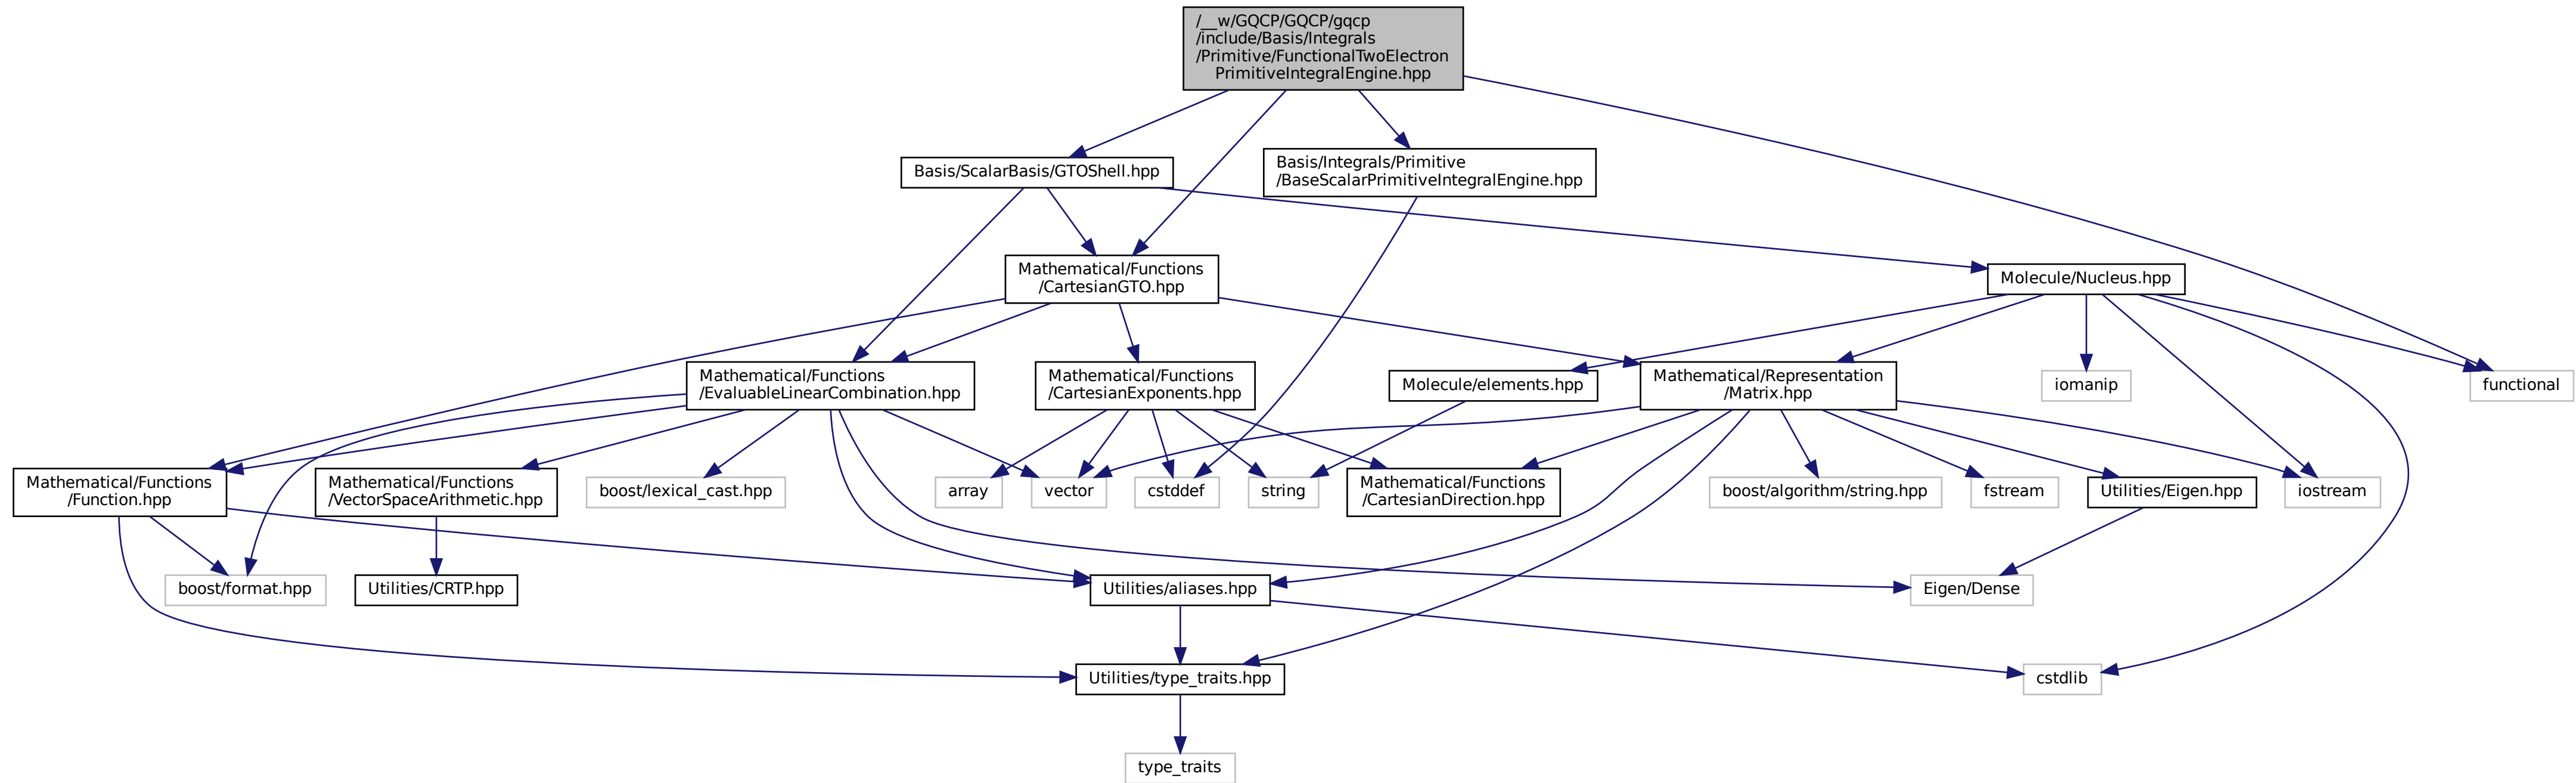 /__w/GQCP/GQCP/gqcp
/include/Basis/Integrals
/Primitive/FunctionalTwoElectron
PrimitiveIntegralEngine.hpp
Basis/ScalarBasis/GTOShell.hpp
Basis/Integrals/Primitive
/BaseScalarPrimitiveIntegralEngine.hpp
Mathematical/Functions
/CartesianGTO.hpp
Molecule/Nucleus.hpp
Mathematical/Functions
/EvaluableLinearCombination.hpp
Mathematical/Functions
/CartesianExponents.hpp
Molecule/elements.hpp
Mathematical/Representation
/Matrix.hpp
iomanip
functional
Mathematical/Functions
/Function.hpp
Mathematical/Functions
/VectorSpaceArithmetic.hpp
boost/lexical_cast.hpp
array
vector
cstddef
string
Mathematical/Functions
/CartesianDirection.hpp
boost/algorithm/string.hpp
fstream
Utilities/Eigen.hpp
iostream
boost/format.hpp
Utilities/CRTP.hpp
Utilities/aliases.hpp
Eigen/Dense
Utilities/type_traits.hpp
cstdlib
type_traits